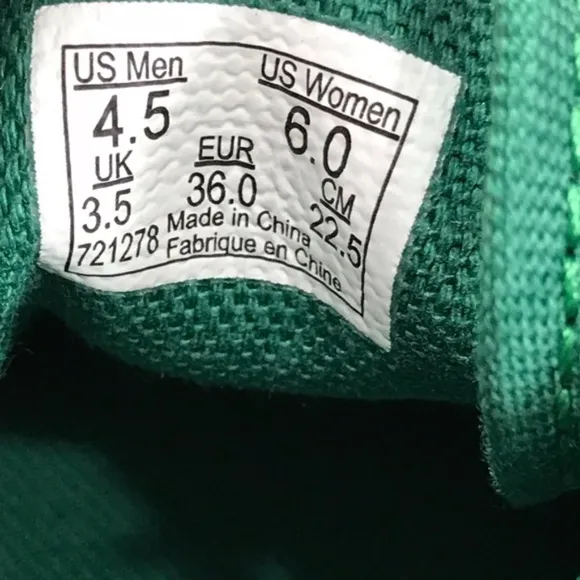 US Men US Women
4.5 6.0
UK EUR CM
3.5 36.0 22.5
721278 Made in China
Fabrique en Chine